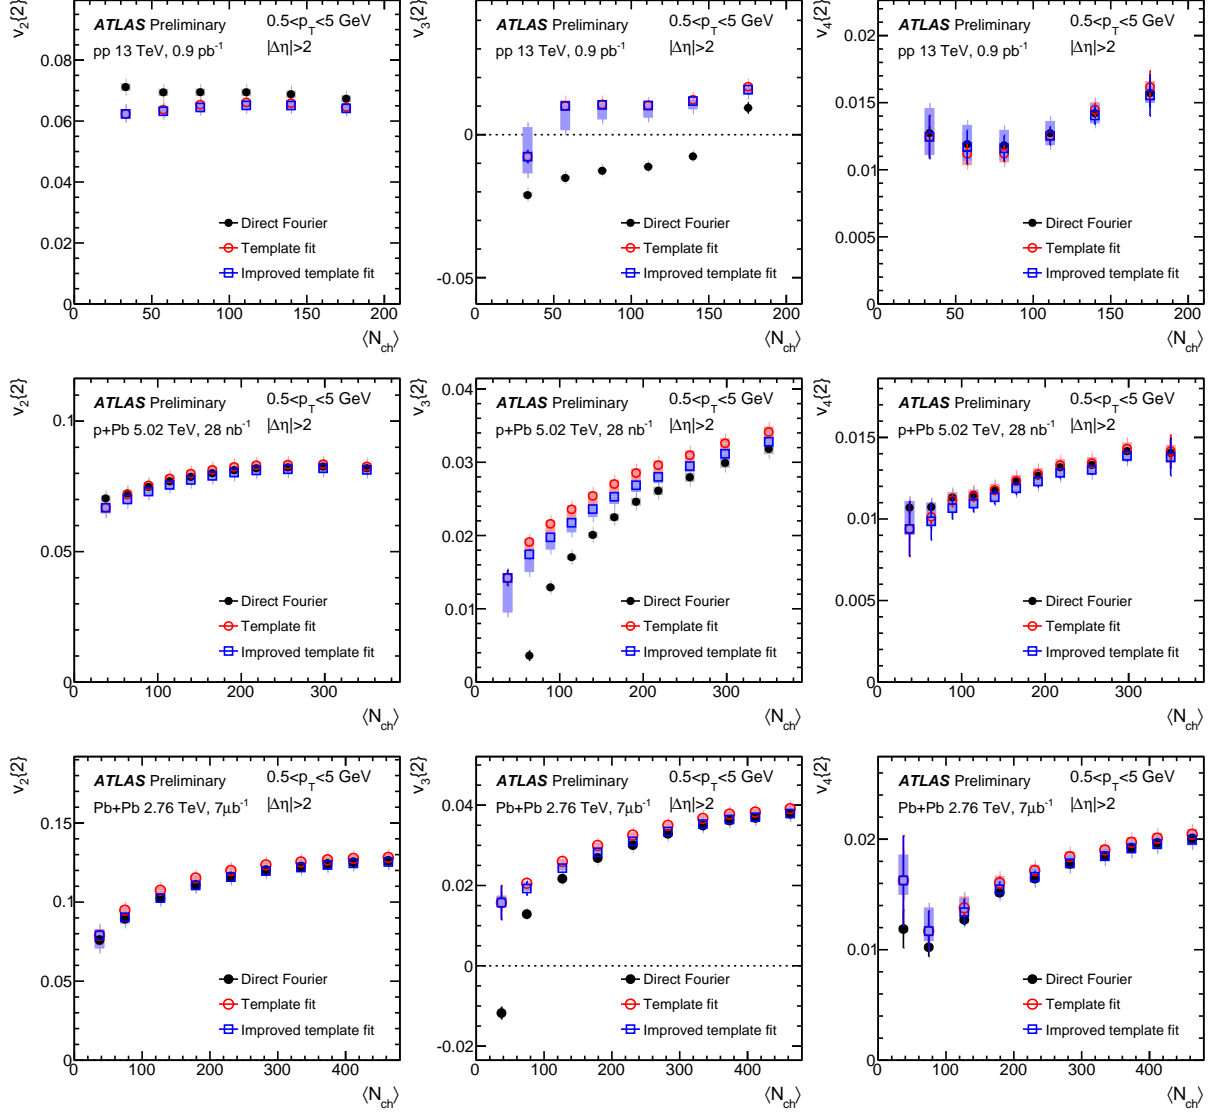 v2{2}
ATLAS Preliminary
0.5<pT<5 GeV
pp 13 TeV, 0.9 pb-1
|Δη|>2
0.08
0.06
0.04
0.02
0
Direct Fourier
Template fit
Improved template fit
0 50 100 150 200
⟨Nch⟩
v3{2}
ATLAS Preliminary
0.5<pT<5 GeV
pp 13 TeV, 0.9 pb-1
|Δη|>2
0
-0.05
Direct Fourier
Template fit
Improved template fit
0 50 100 150 200
⟨Nch⟩
v4{2}
ATLAS Preliminary
0.5<pT<5 GeV
pp 13 TeV, 0.9 pb-1
|Δη|>2
0.02
0.015
0.01
0.005
0
Direct Fourier
Template fit
Improved template fit
0 50 100 150 200
⟨Nch⟩
v2{2}
ATLAS Preliminary
0.5<pT<5 GeV
p+Pb 5.02 TeV, 28 nb-1
|Δη|>2
0.1
0.05
0
Direct Fourier
Template fit
Improved template fit
0 100 200 300
⟨Nch⟩
v3{2}
ATLAS Preliminary
0.5<pT<5 GeV
p+Pb 5.02 TeV, 28 nb-1
|Δη|>2
0.04
0.03
0.02
0.01
0
Direct Fourier
Template fit
Improved template fit
0 100 200 300
⟨Nch⟩
v4{2}
ATLAS Preliminary
0.5<pT<5 GeV
p+Pb 5.02 TeV, 28 nb-1
|Δη|>2
0.015
0.01
0.005
0
Direct Fourier
Template fit
Improved template fit
0 100 200 300
⟨Nch⟩
v2{2}
ATLAS Preliminary
0.5<pT<5 GeV
Pb+Pb 2.76 TeV, 7μb-1
|Δη|>2
0.15
0.1
0.05
0
Direct Fourier
Template fit
Improved template fit
0 100 200 300 400
⟨Nch⟩
v3{2}
ATLAS Preliminary
0.5<pT<5 GeV
Pb+Pb 2.76 TeV, 7μb-1
|Δη|>2
0.04
0.02
0
-0.02
Direct Fourier
Template fit
Improved template fit
0 100 200 300 400
⟨Nch⟩
v4{2}
ATLAS Preliminary
0.5<pT<5 GeV
Pb+Pb 2.76 TeV, 7μb-1
|Δη|>2
0.02
0.01
0
Direct Fourier
Template fit
Improved template fit
0 100 200 300 400
⟨Nch⟩